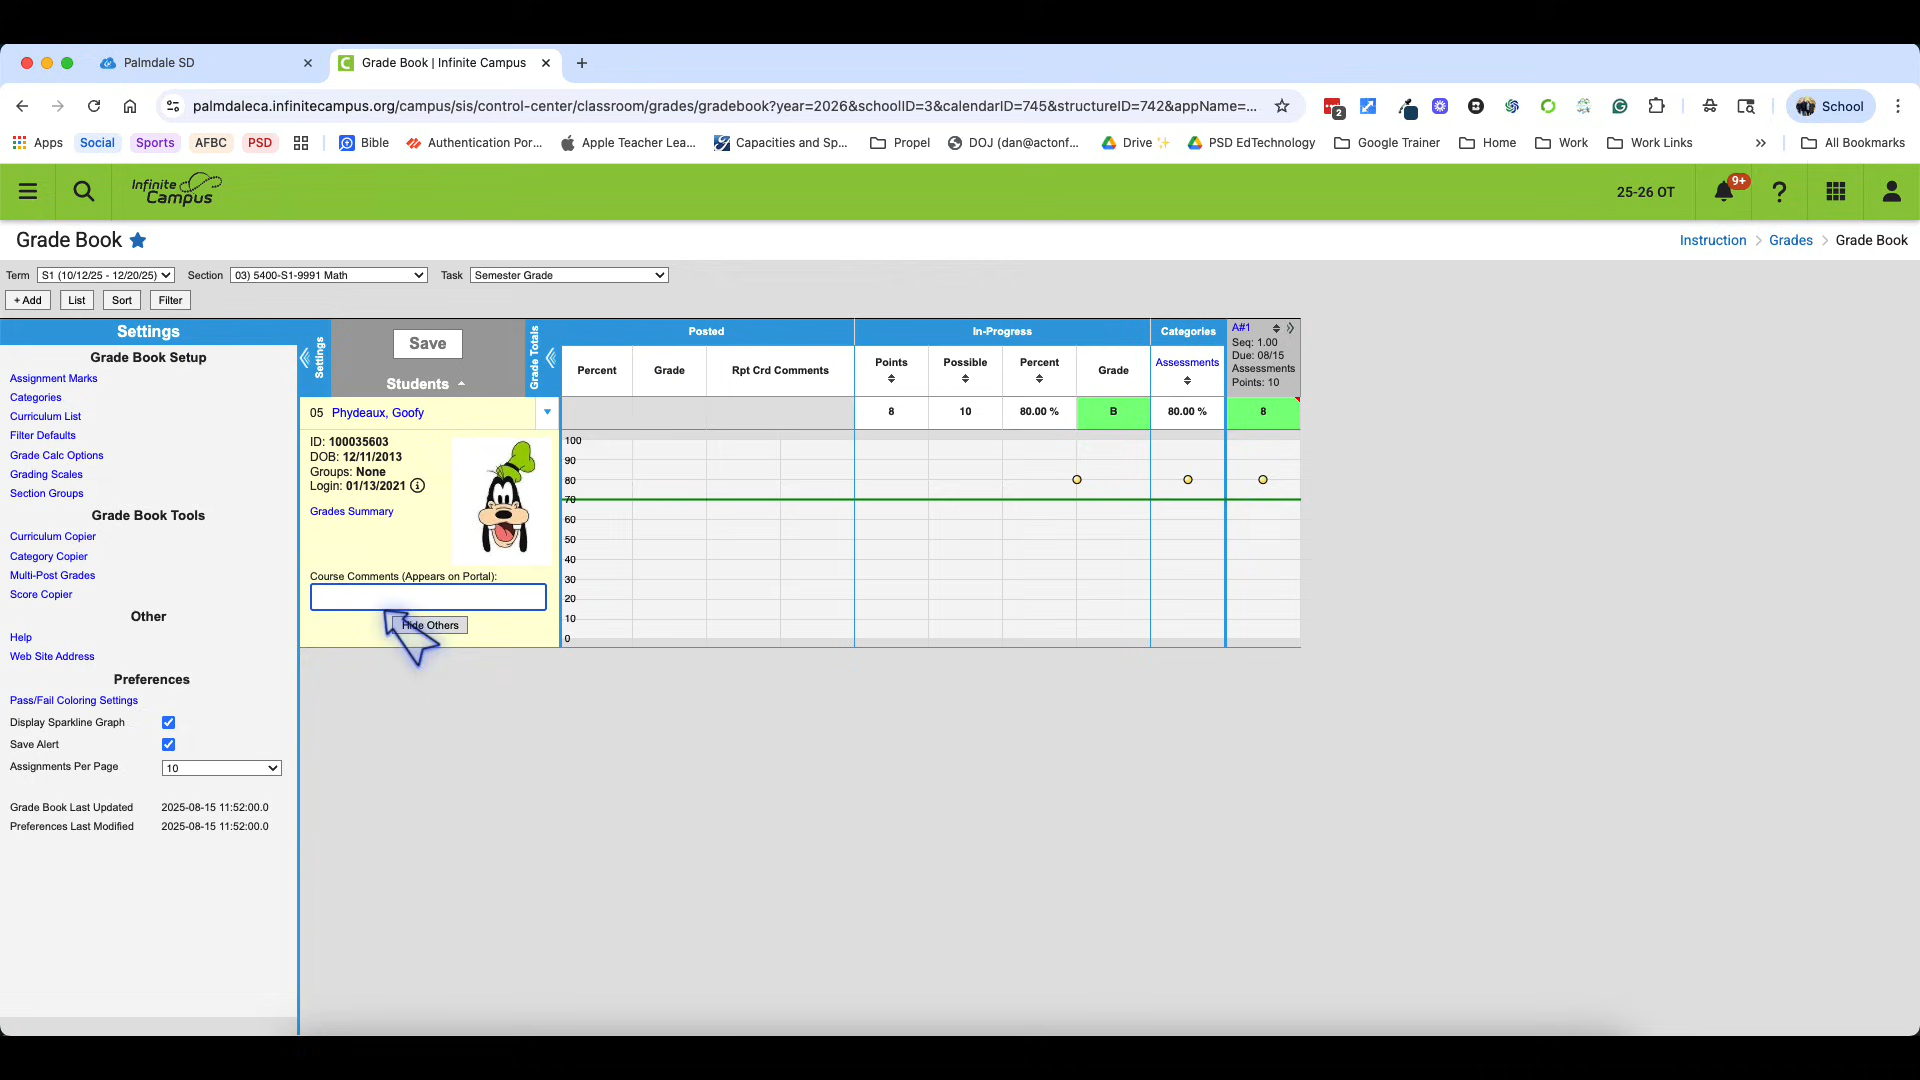 Palmdale SD
Grade Book | Infinite Campus
palmdaleca.infinitecampus.org/campus/sis/control-center/classroom/grades/gradebook?year=2026&schoolID=3&calendarID=745&structureID=742&appName=...
2
School
Apps Social Sports AFBC PSD Bible Authentication Por... Apple Teacher Lea... Capacities and Sp... Propel DOJ (dan@actonf... Drive PSD EdTechnology Google Trainer Home Work Work Links All Bookmarks
Infinite Campus
25-26 OT
9+
Grade Book
Instruction > Grades > Grade Book
Term S1 (10/12/25 - 12/20/25) Section 03) 5400-S1-9991 Math Task Semester Grade
+ Add List Sort Filter
Settings
Grade Book Setup
Assignment Marks
Categories
Curriculum List
Filter Defaults
Grade Calc Options
Grading Scales
Section Groups
Grade Book Tools
Curriculum Copier
Category Copier
Multi-Post Grades
Score Copier
Other
Help
Web Site Address
Preferences
Pass/Fail Coloring Settings
Display Sparkline Graph
Save Alert
Assignments Per Page 10
Grade Book Last Updated 2025-08-15 11:52:00.0
Preferences Last Modified 2025-08-15 11:52:00.0
Settings
Save
Students
Grade Totals
Posted In-Progress Categories
Percent Grade Rpt Crd Comments Points Possible Percent Grade Assessments
A#1
Seq: 1.00
Due: 08/15
Assessments
Points: 10
05 Phydeaux, Goofy
8 10 80.00 % B 80.00 % 8
ID: 100035603
DOB: 12/11/2013
Groups: None
Login: 01/13/2021
Grades Summary
Course Comments (Appears on Portal):
Hide Others
100
90
80
70
60
50
40
30
20
10
0